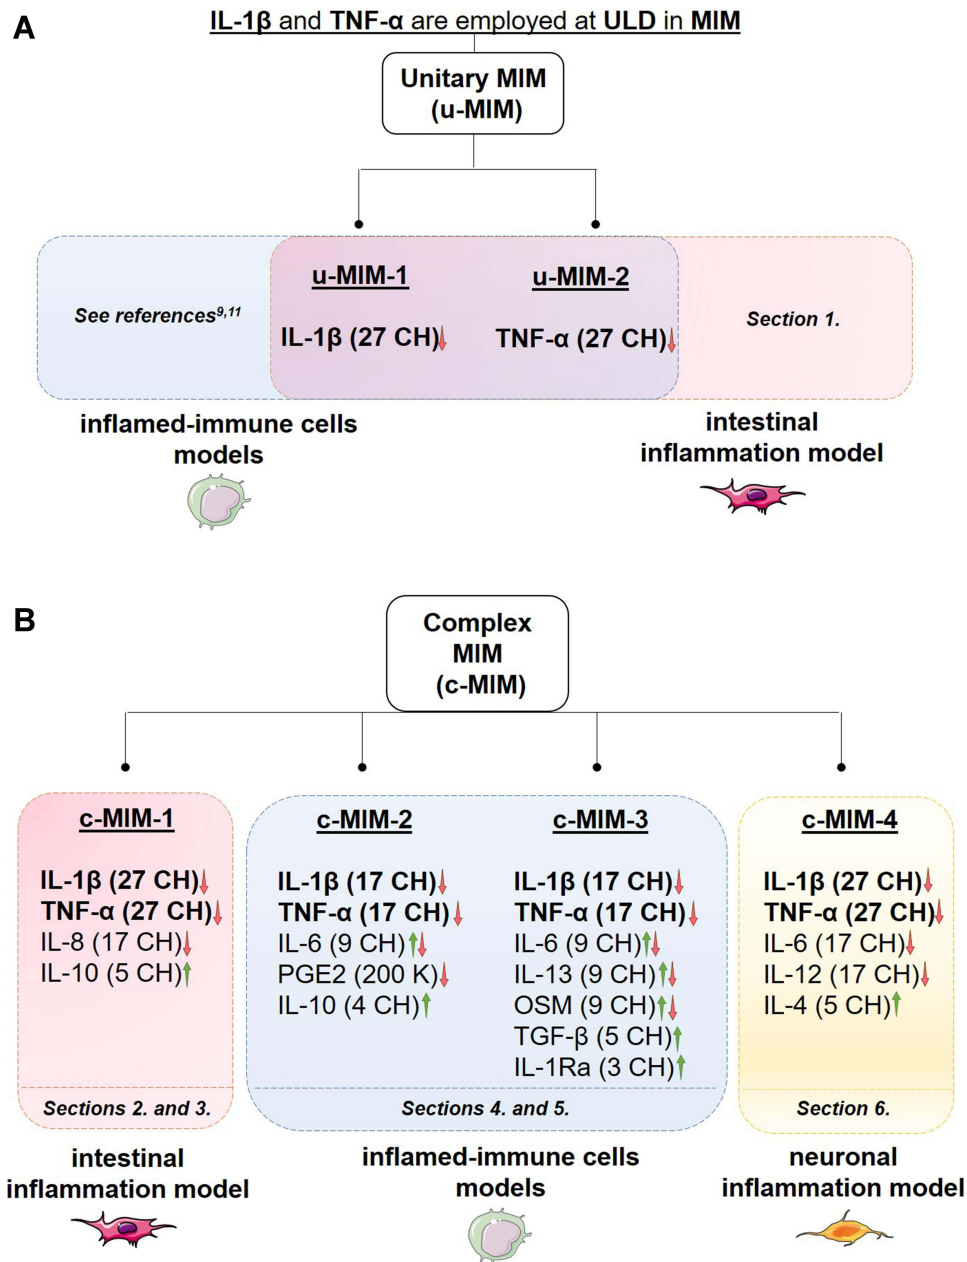 A
IL-1β and TNF-α are employed at ULD in MIM
Unitary MIM
(u-MIM)
u-MIM-1
u-MIM-2
See references9,11
IL-1β (27 CH)
TNF-α (27 CH)
Section 1.
inflamed-immune cells
models
intestinal
inflammation model
B
Complex
MIM
(c-MIM)
c-MIM-1
IL-1β (27 CH)
TNF-α (27 CH)
IL-8 (17 CH)
IL-10 (5 CH)
Sections 2. and 3.
intestinal
inflammation model
c-MIM-2
IL-1β (17 CH)
TNF-α (17 CH)
IL-6 (9 CH)
PGE2 (200 K)
IL-10 (4 CH)
c-MIM-3
IL-1β (17 CH)
TNF-α (17 CH)
IL-6 (9 CH)
IL-13 (9 CH)
OSM (9 CH)
TGF-β (5 CH)
IL-1Ra (3 CH)
Sections 4. and 5.
inflamed-immune cells
models
c-MIM-4
IL-1β (27 CH)
TNF-α (27 CH)
IL-6 (17 CH)
IL-12 (17 CH)
IL-4 (5 CH)
Section 6.
neuronal
inflammation model